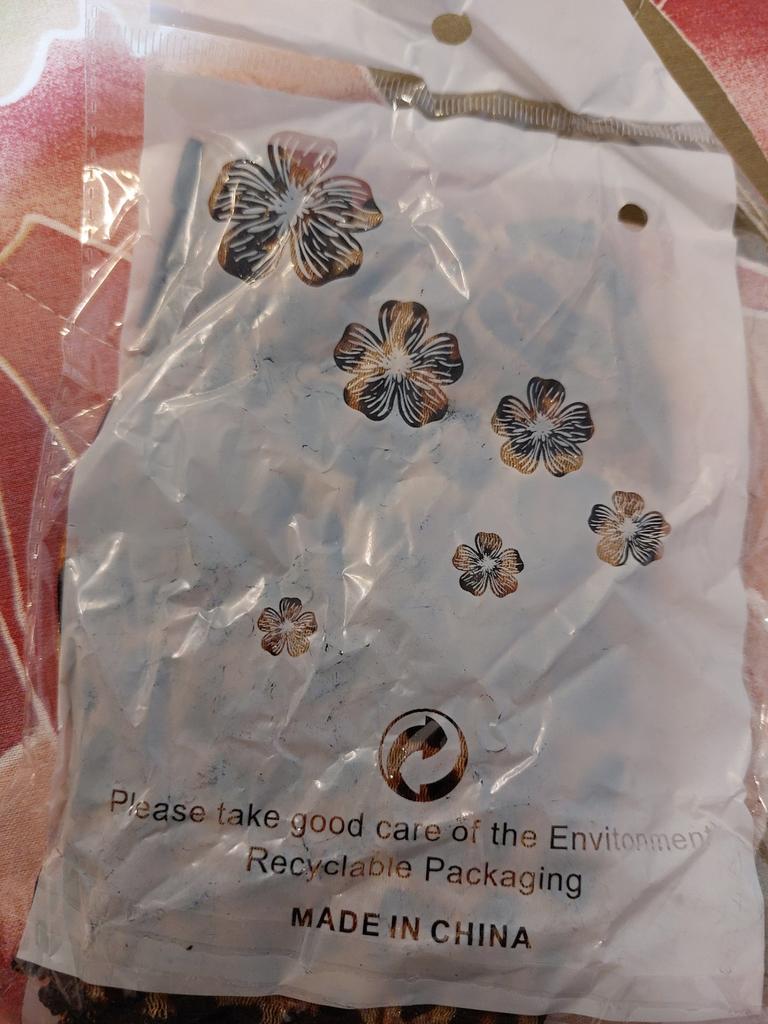 Please take good care of the Envitonment
Recyclable Packaging
MADE IN CHINA